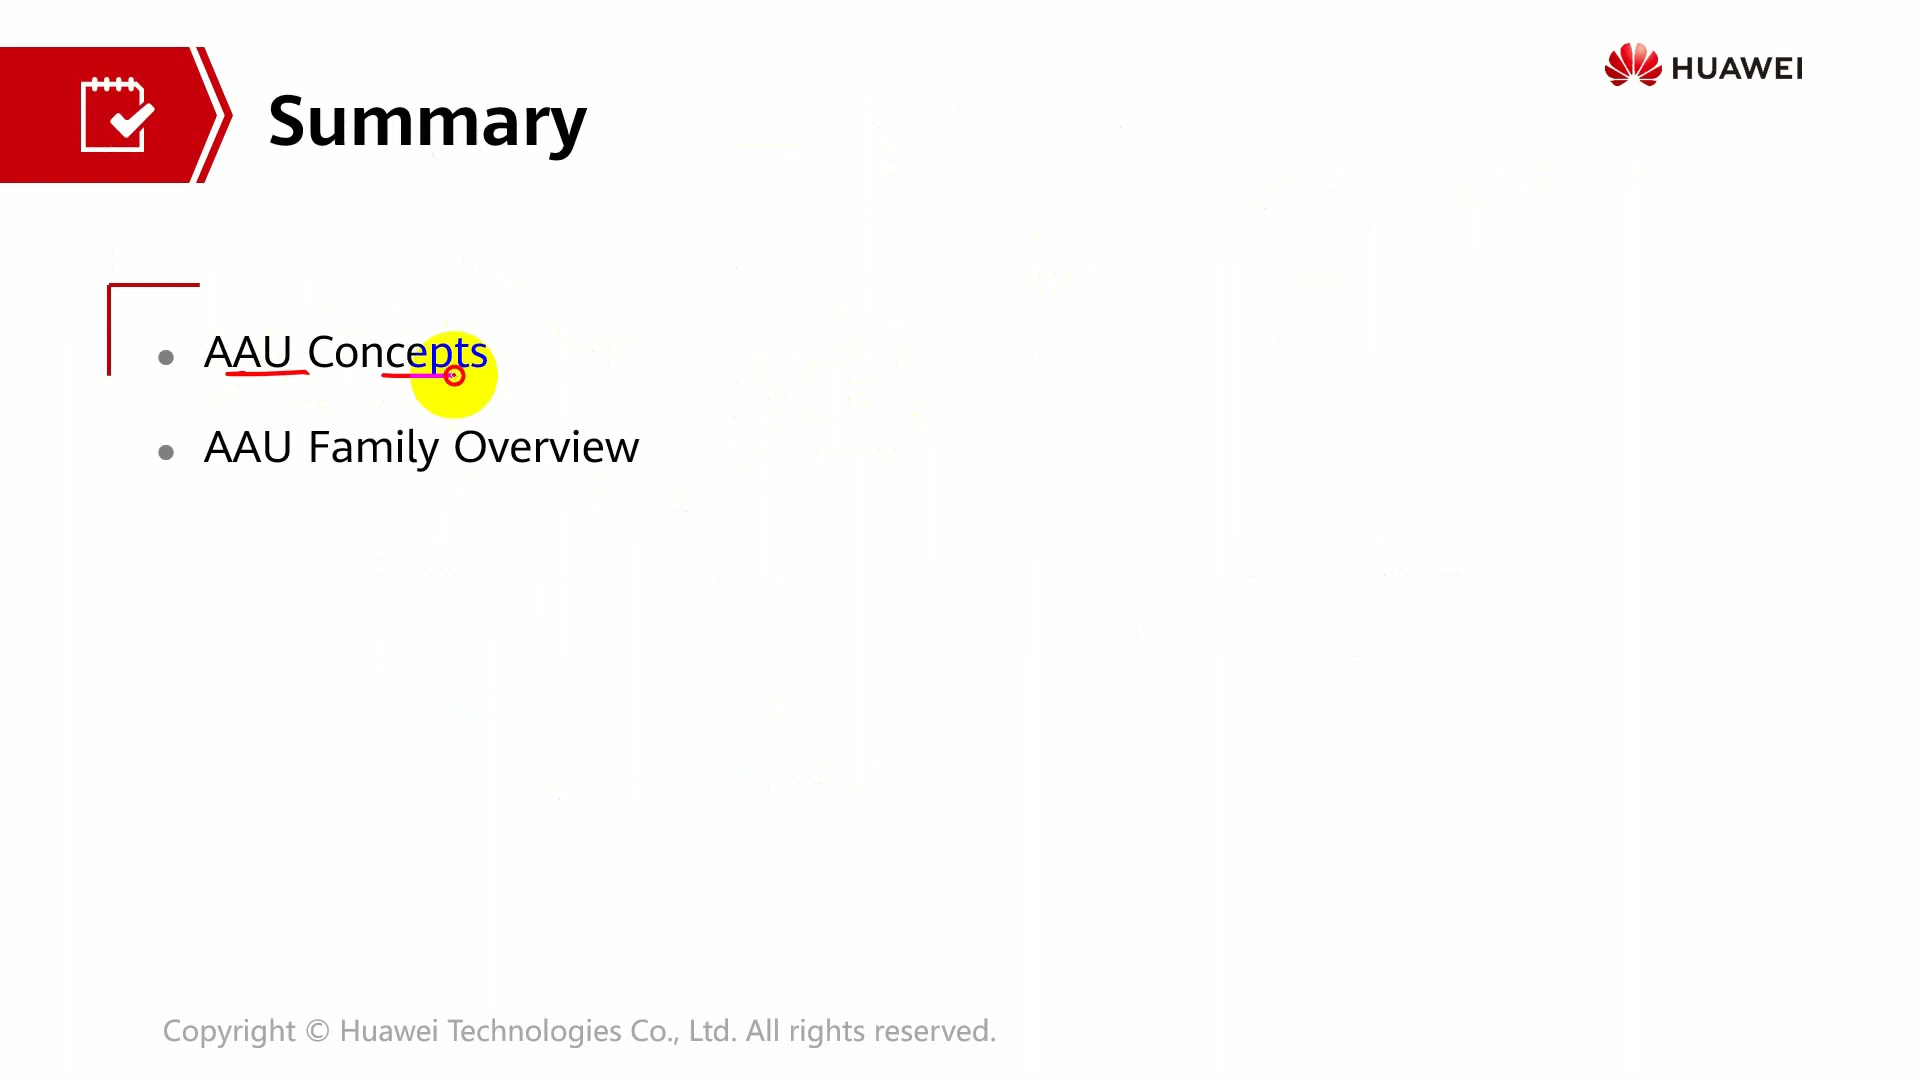 HUAWEI
Summary
AAU Concepts
AAU Family Overview
Copyright © Huawei Technologies Co., Ltd. All rights reserved.